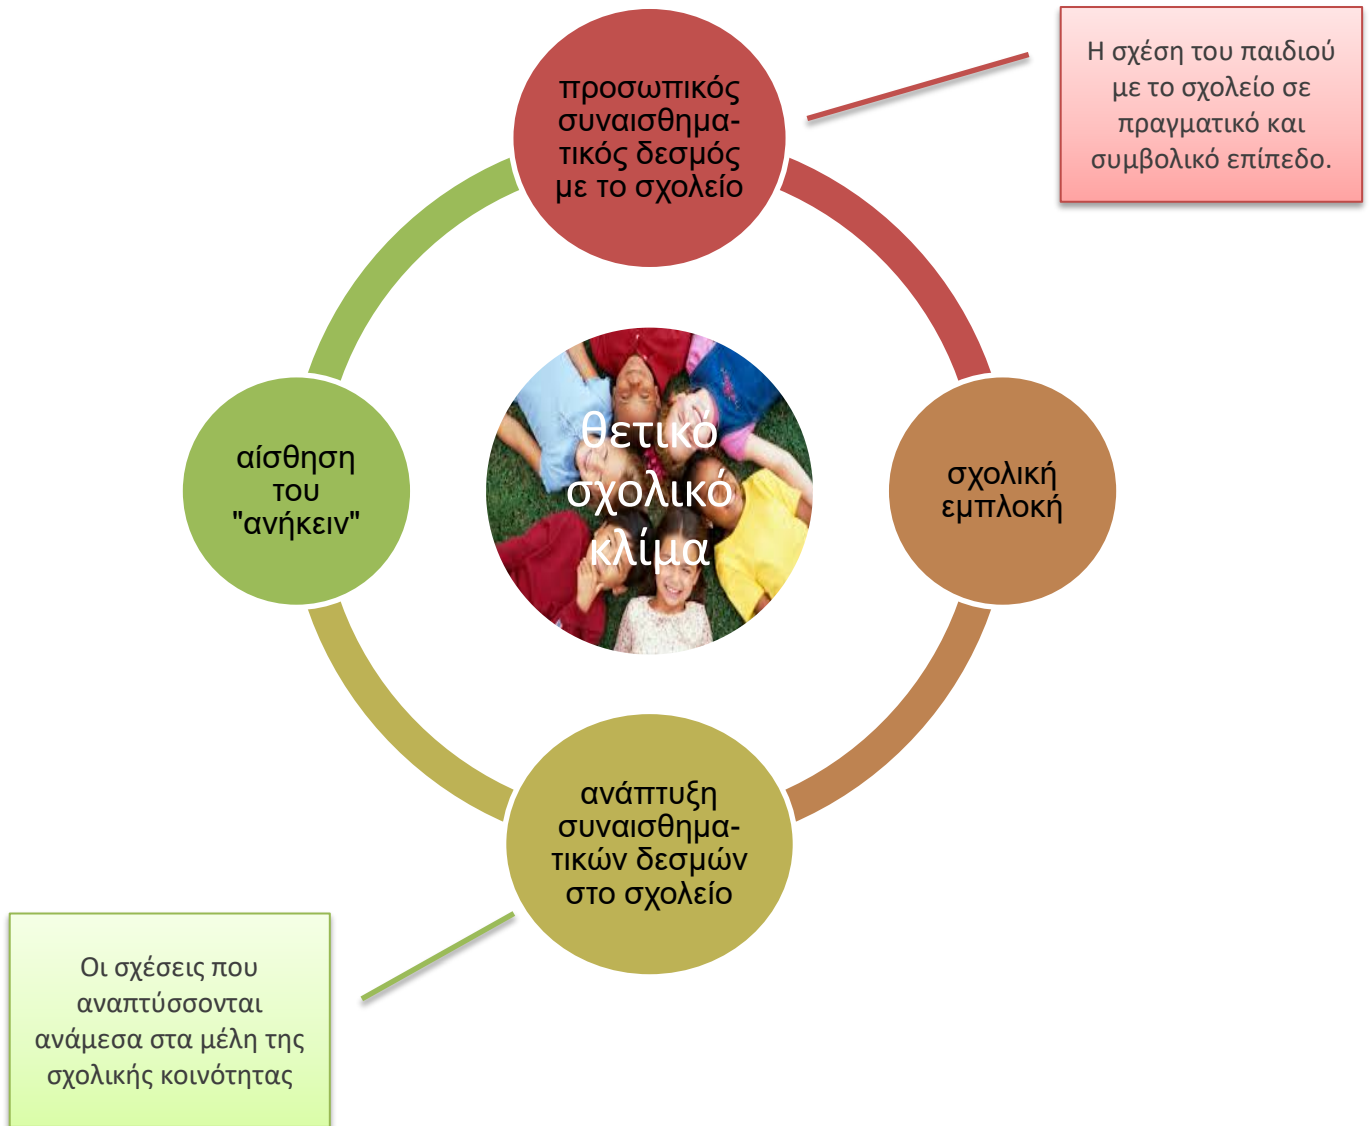 προσωπικός
συναισθημα-
τικός δεσμός
με το σχολείο
Η σχέση του παιδιού
με το σχολείο σε
πραγματικό και
συμβολικό επίπεδο.
αίσθηση
του
"ανήκειν"
θετικό
σχολικό
κλίμα
σχολική
εμπλοκή
ανάπτυξη
συναισθημα-
τικών δεσμών
στο σχολείο
Οι σχέσεις που
αναπτύσσονται
ανάμεσα στα μέλη της
σχολικής κοινότητας